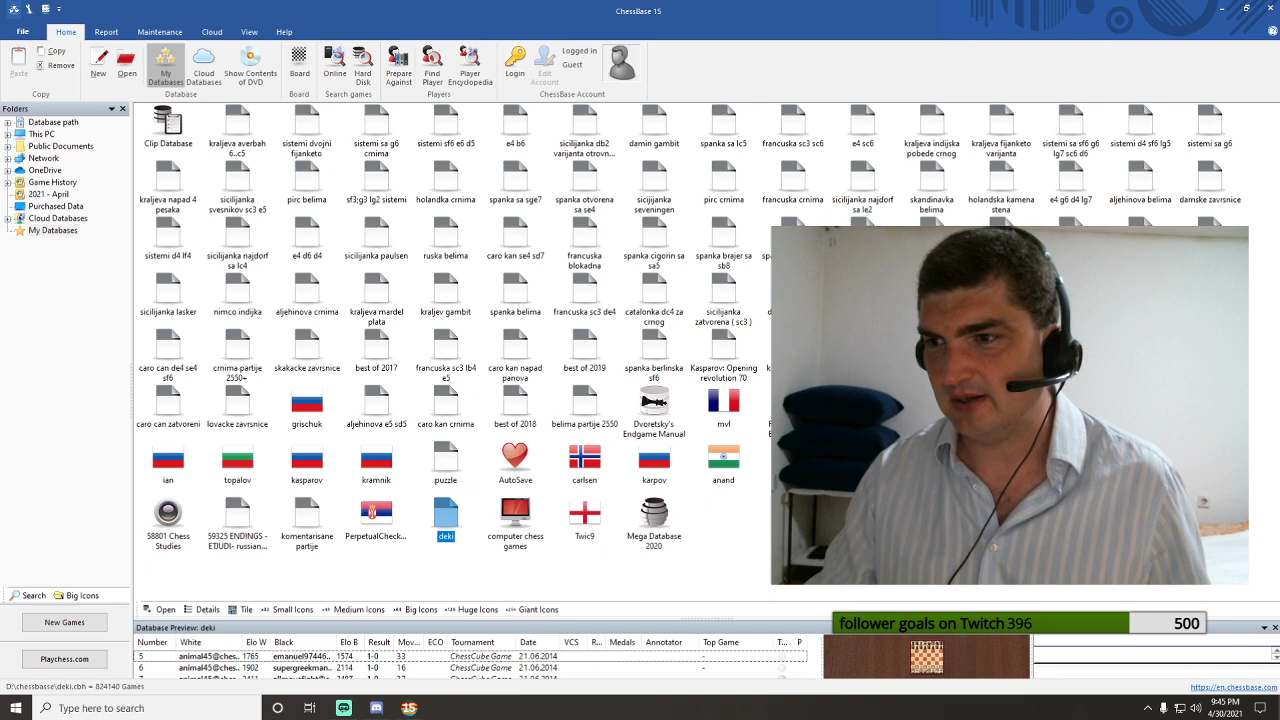 ChessBase 15
File Home Report Maintenance Cloud View Help
Paste Copy Remove New Open My Databases Cloud Databases Show Contents of DVD Board Online Hard Disk Prepare Against Find Player Player Encyclopedia Login Edit Account Logged in Guest
Copy Database Board Search games Players ChessBase Account
Folders
Database path
This PC
Public Documents
Network
OneDrive
Game History
2021 - April
Purchased Data
Cloud Databases
My Databases
Clip Database
kraljeva averbah 6..c5
sistemi dvojni fijanketo
sistemi sa g6 crnima
sistemi sf6 e6 d5
e4 b6
sicilijanka db2 varijanta otrovn...
damin gambit
spanka sa lc5
francuska sc3 sc6
e4 sc6
kraljeva indijska pobede crnog
kraljeva fijanketo varijanta
sistemi sa sf6 g6 lg7 sc6 d6
sistemi d4 sf6 lg5
sistemi sa g6
kraljeva napad 4 pesaka
sicilijanka svesnikov sc3 e5
pirc belima
sf3;g3 lg2 sistemi
holandka crnima
spanka sa sge7
spanka otvorena sa se4
sicijijanka seveningen
pirc crnima
francuska crnima
sicilijanka najdorf sa le2
skandinavka belima
holandska kamena stena
e4 g6 d4 lg7
aljehinova belima
damske zavrsnice
sistemi d4 lf4
sicilijanka najdorf sa lc4
e4 d6 d4
sicilijanka paulsen
ruska belima
caro kan se4 sd7
francuska blokadna
spanka cigorin sa sa5
spanka brajer sa sb8
sicilijanka lasker
nimco indijka
aljehinova crnima
kraljeva mardel plata
kraljev gambit
spanka belima
francuska sc3 de4
catalonka dc4 za crnog
sicilijanka zatvorena ( sc3 )
caro can de4 se4 sf6
crnima partije 2550+
skakacke zavrsnice
best of 2017
francuska sc3 lb4 e5
caro kan napad panova
best of 2019
spanka berlinska sf6
Kasparov: Opening revolution 70
caro can zatvoreni
lovacke zavrsnice
grischuk
aljehinova e5 sd5
caro kan crnima
best of 2018
belima partije 2550
Dvoretsky's Endgame Manual
mvl
ian
topalov
kasparov
kramnik
puzzle
AutoSave
carlsen
karpov
anand
58801 Chess Studies
59325 ENDINGS - ETJUDI- russian...
komentarisane partije
PerpetualCheck...
deki
computer chess games
Twic9
Mega Database 2020
Search Big Icons
Open Details Tile Small Icons Medium Icons Big Icons Huge Icons Giant Icons
New Games
Playchess.com
Database Preview: deki
Number White Elo W Black Elo B Result Mov... ECO Tournament Date VCS R... Medals Annotator Top Game T... P
5 animal45@ches.. 1765 emanuel97446... 1574 1-0 33 ChessCube Game 21.06.2014 -
6 animal45@ches.. 1902 supergreekman... 2114 1-0 16 ChessCube Game 21.06.2014 -
follower goals on Twitch 396 500
D:\chessbasse\deki.cbh = 824140 Games
https://en.chessbase.com
Type here to search
9:45 PM
4/30/2021